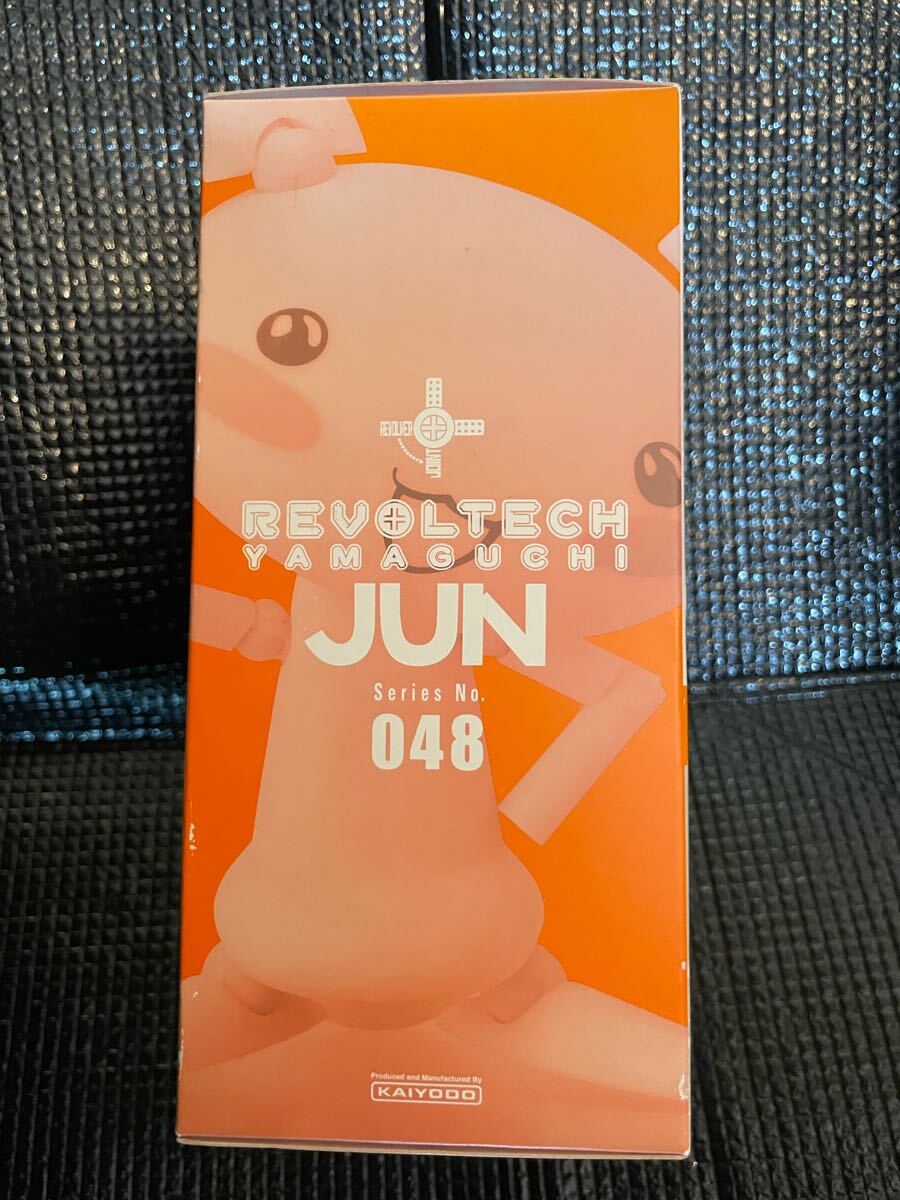 REVOLVER
JOINT
REVOLTECH
YAMAGUCHI
JUN
Series No.
048
Produced and Manufactured By
KAIYODO